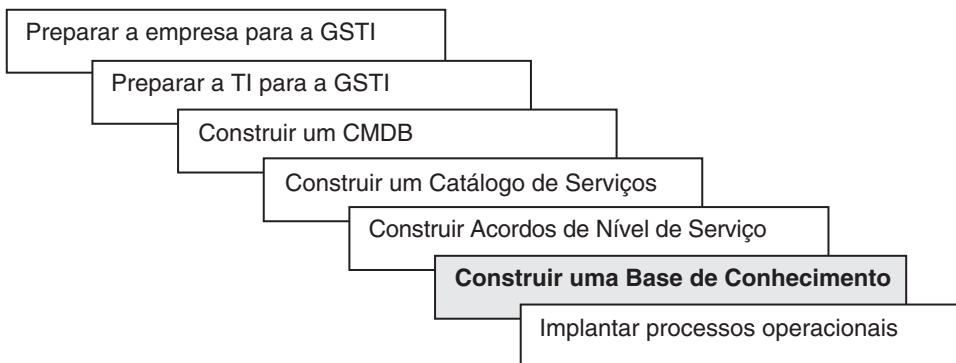 Preparar a empresa para a GSTI
Preparar a TI para a GSTI
Construir um CMDB
Construir um Catálogo de Serviços
Construir Acordos de Nível de Serviço
Construir uma Base de Conhecimento
Implantar processos operacionais